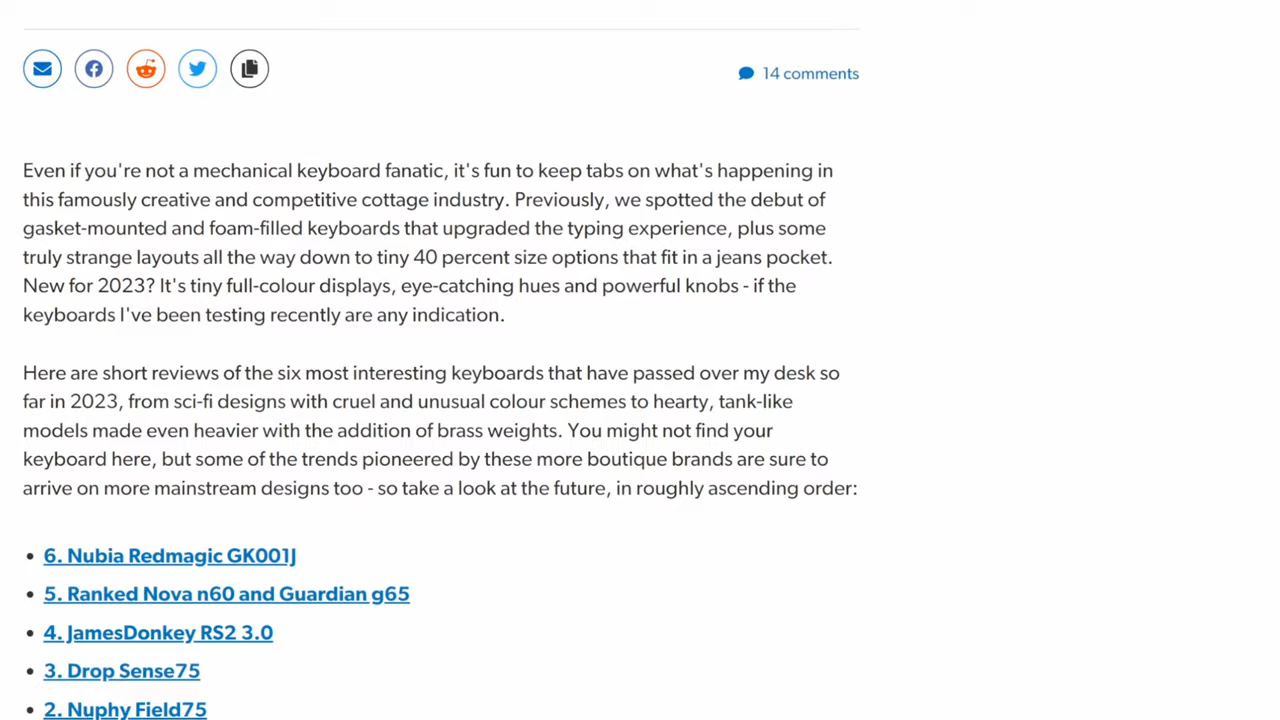 14 comments
Even if you're not a mechanical keyboard fanatic, it's fun to keep tabs on what's happening in
this famously creative and competitive cottage industry. Previously, we spotted the debut of
gasket-mounted and foam-filled keyboards that upgraded the typing experience, plus some
truly strange layouts all the way down to tiny 40 percent size options that fit in a jeans pocket.
New for 2023? It's tiny full-colour displays, eye-catching hues and powerful knobs - if the
keyboards I've been testing recently are any indication.
Here are short reviews of the six most interesting keyboards that have passed over my desk so
far in 2023, from sci-fi designs with cruel and unusual colour schemes to hearty, tank-like
models made even heavier with the addition of brass weights. You might not find your
keyboard here, but some of the trends pioneered by these more boutique brands are sure to
arrive on more mainstream designs too - so take a look at the future, in roughly ascending order:
• 6. Nubia Redmagic GK001J
• 5. Ranked Nova n60 and Guardian g65
• 4. JamesDonkey RS2 3.0
• 3. Drop Sense75
• 2. Nuphy Field75